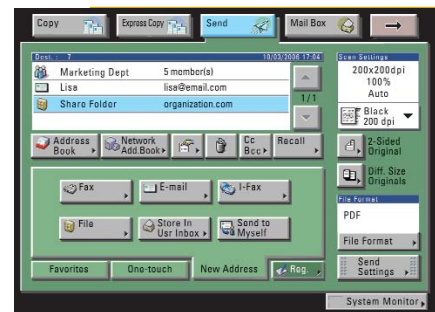 Copy Express Copy Send Mail Box
Dest. : 7 10/03/2006 17:04
Marketing Dept 5 member(s)
Lisa lisa@email.com
Share Folder organization.com
1/1
Address Book Network Add.Book Cc Bcc Recall
Fax E-mail I-Fax
File Store In Usr Inbox Send to Myself
Favorites One-touch New Address Reg.
Scan Settings
200x200dpi
100%
Auto
Black
200 dpi
2-Sided
Original
Diff. Size
Originals
File Format
PDF
File Format
Send
Settings
System Monitor